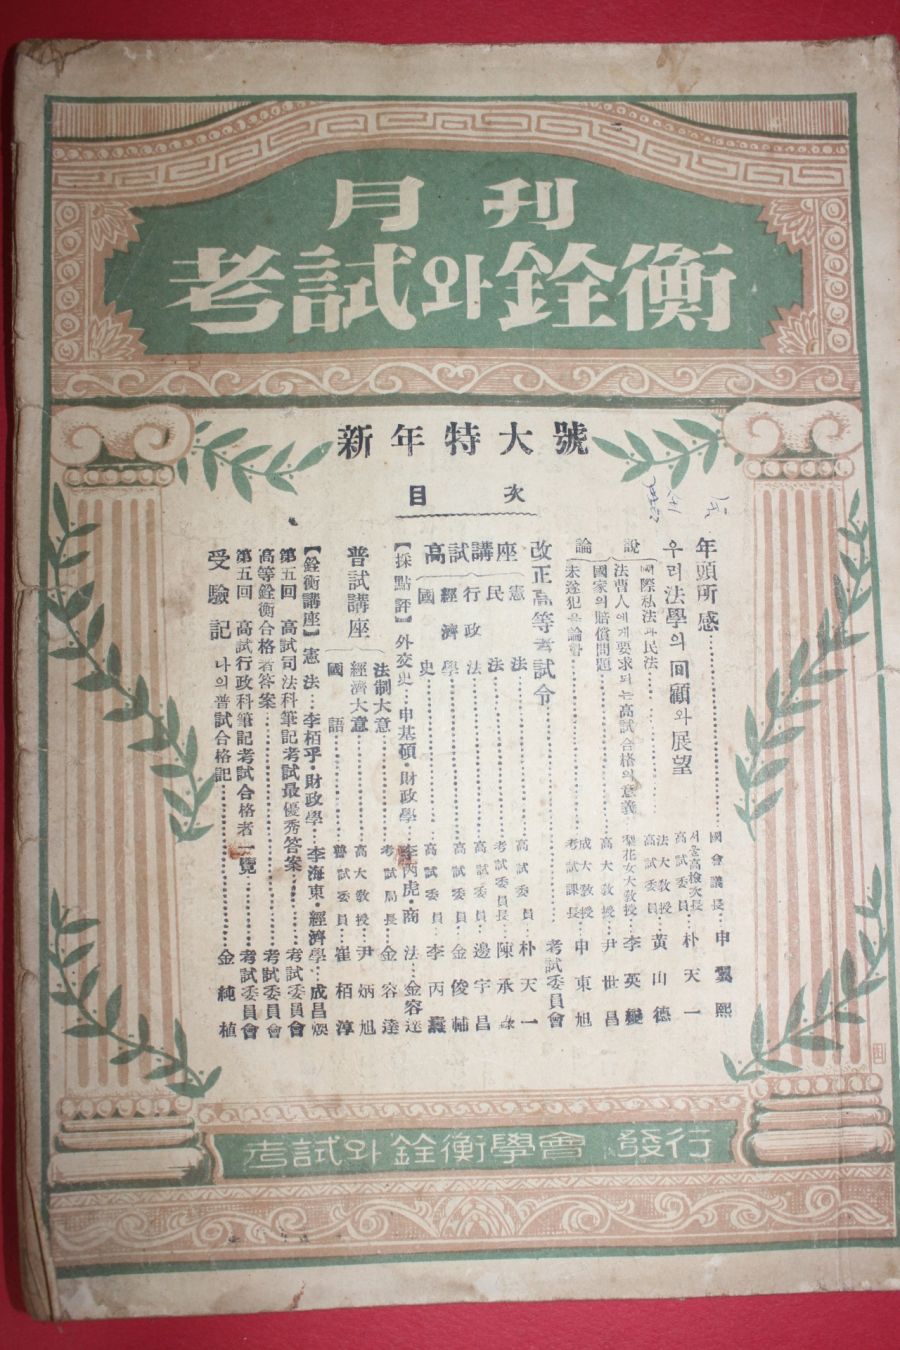 月刊
考試와銓衡
新年特大號
目次
年頭所感 國會議長 申翼熙
우리法學의回顧와展望 서울高檢次長 高試委員 朴天一
論說
國際私法과民法 法大敎授 高試委員 黃山德
法曹人에게要求되는高試合格의意義 梨花女大敎授 李英燮
國家의賠償問題 高大敎授 尹世昌
未遂犯을論함 成大敎授 考試課長 申東旭
改正高等考試令 考試委員會
高試講座
憲法 高試委員 朴天一
民法 考試委員長 陳承
行政法 高試委員 邊宇昌
經濟學 高試委員 金俊輔
國史 高試委員 李丙燾
【採點評】外交史 申基碩・財政學 李丙虎・商法 金容達
普試講座
法制大意 考試局長 金容達
經濟大意 高大敎授 尹炳旭
國語 普試委員 崔栢淳
【銓衡講座】憲法 李栢乎・財政學 李海東・經濟學 成昌煥
第五回 高試司法科筆記考試最優秀答案 考試委員會
高等銓衡合格者答案 考試委員會
第五回 高試行政科筆記考試合格者一覽 考試委員會
受驗記 나의普試合格記 金純植
考試와銓衡學會 發行